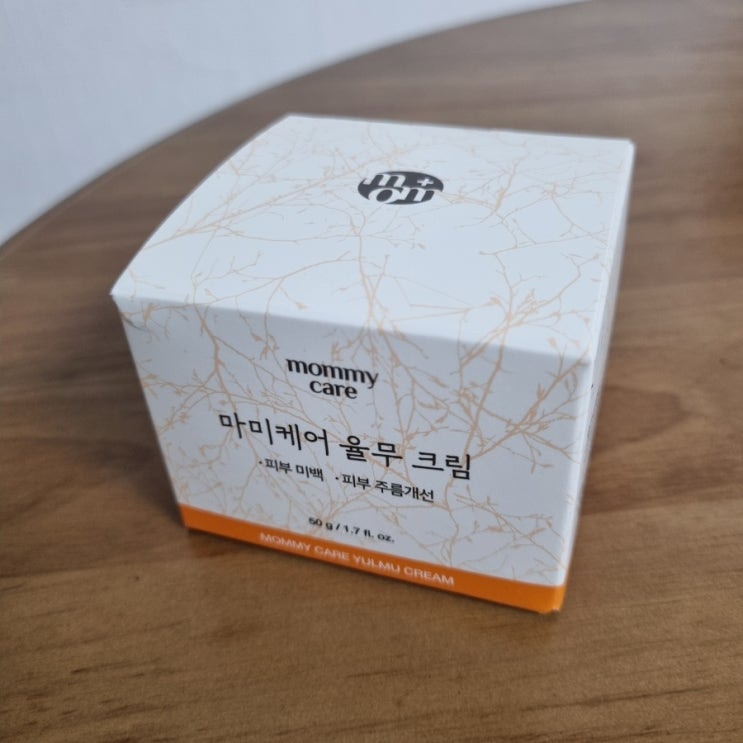 mommy
care
마미케어 율무 크림
·피부 미백 ·피부 주름개선
50 g / 1.7 fl. oz.
MOMMY CARE YULMU CREAM